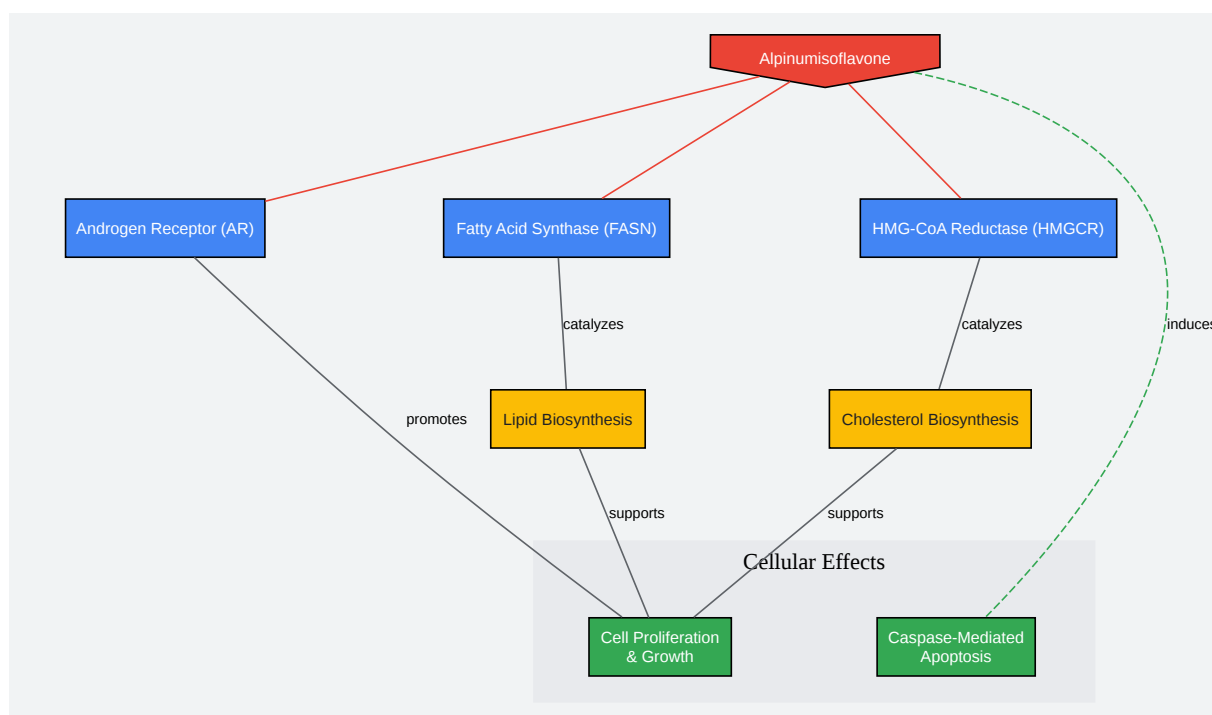 Alpinumisoflavone
Androgen Receptor (AR)
Fatty Acid Synthase (FASN)
HMG-CoA Reductase (HMGCR)
catalyzes
catalyzes
induces
promotes
Lipid Biosynthesis
Cholesterol Biosynthesis
supports
supports
Cellular Effects
Cell Proliferation
& Growth
Caspase-Mediated
Apoptosis